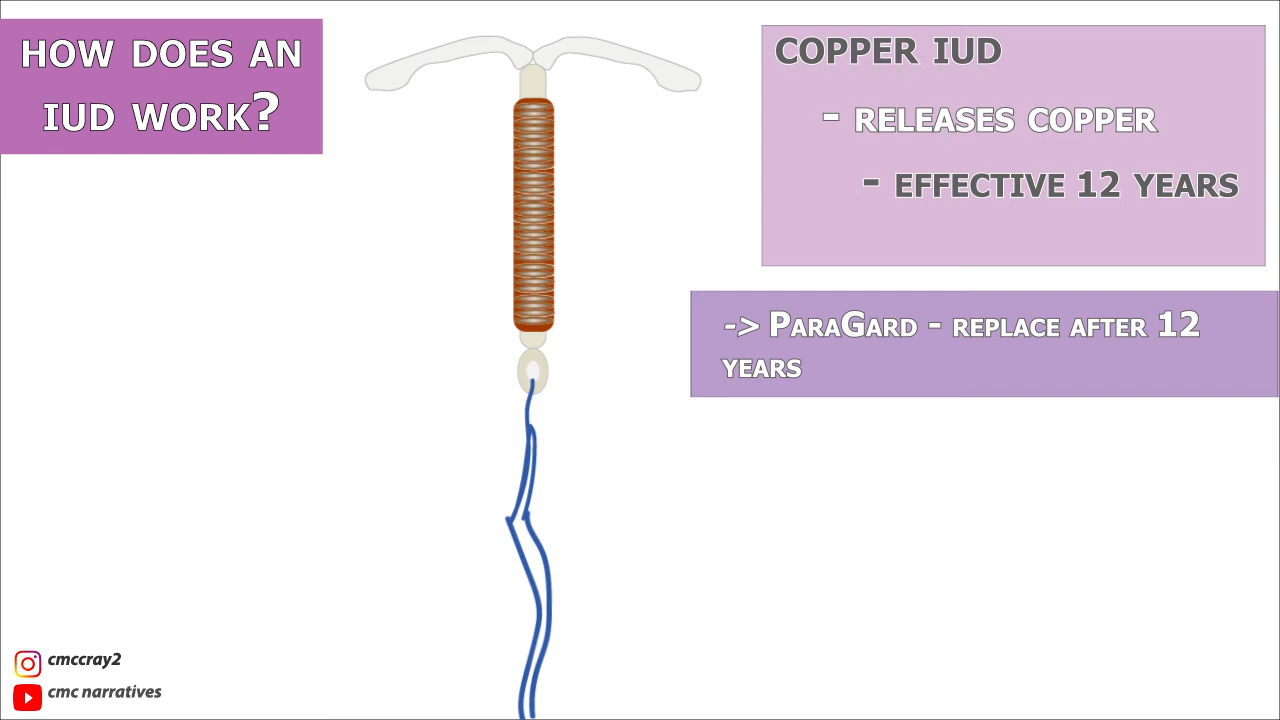 HOW DOES AN
IUD WORK?
COPPER IUD
- RELEASES COPPER
- EFFECTIVE 12 YEARS
-> PARAGARD - REPLACE AFTER 12
YEARS
cmccray2
cmc narratives